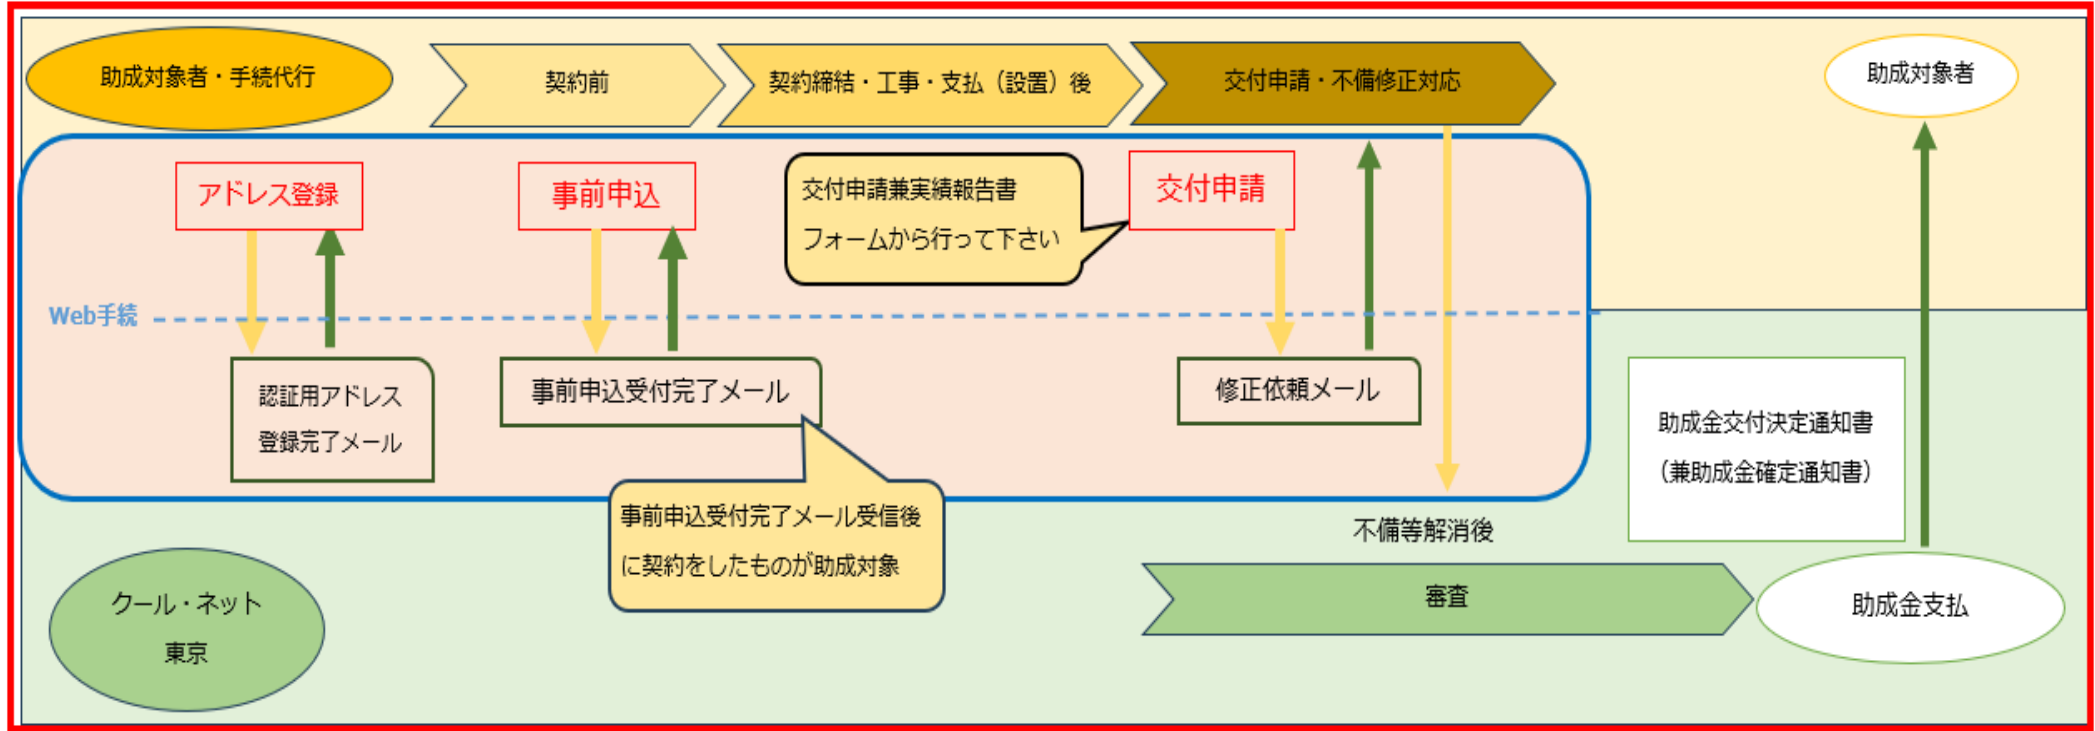 助成対象者・手続代行
契約前
契約締結・工事・支払（設置）後
交付申請・不備修正対応
助成対象者
アドレス登録
事前申込
交付申請兼実績報告書
フォームから行って下さい
交付申請
Web手続
認証用アドレス
登録完了メール
事前申込受付完了メール
修正依頼メール
助成金交付決定通知書
（兼助成金確定通知書）
事前申込受付完了メール受信後
に契約をしたものが助成対象
不備等解消後
クール・ネット
東京
審査
助成金支払